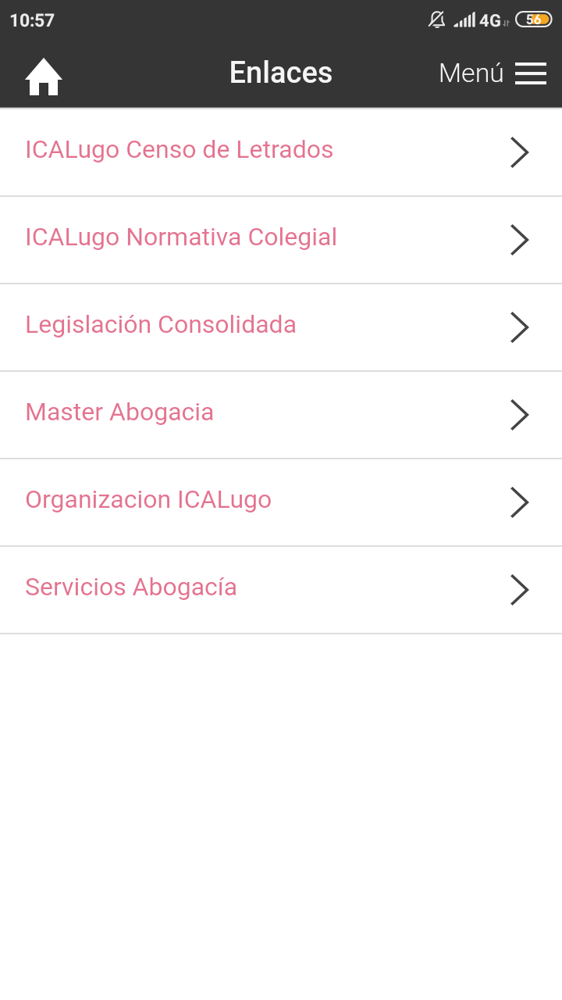 10:57
4G
56
Enlaces
Menú
ICALugo Censo de Letrados
ICALugo Normativa Colegial
Legislación Consolidada
Master Abogacia
Organizacion ICALugo
Servicios Abogacía